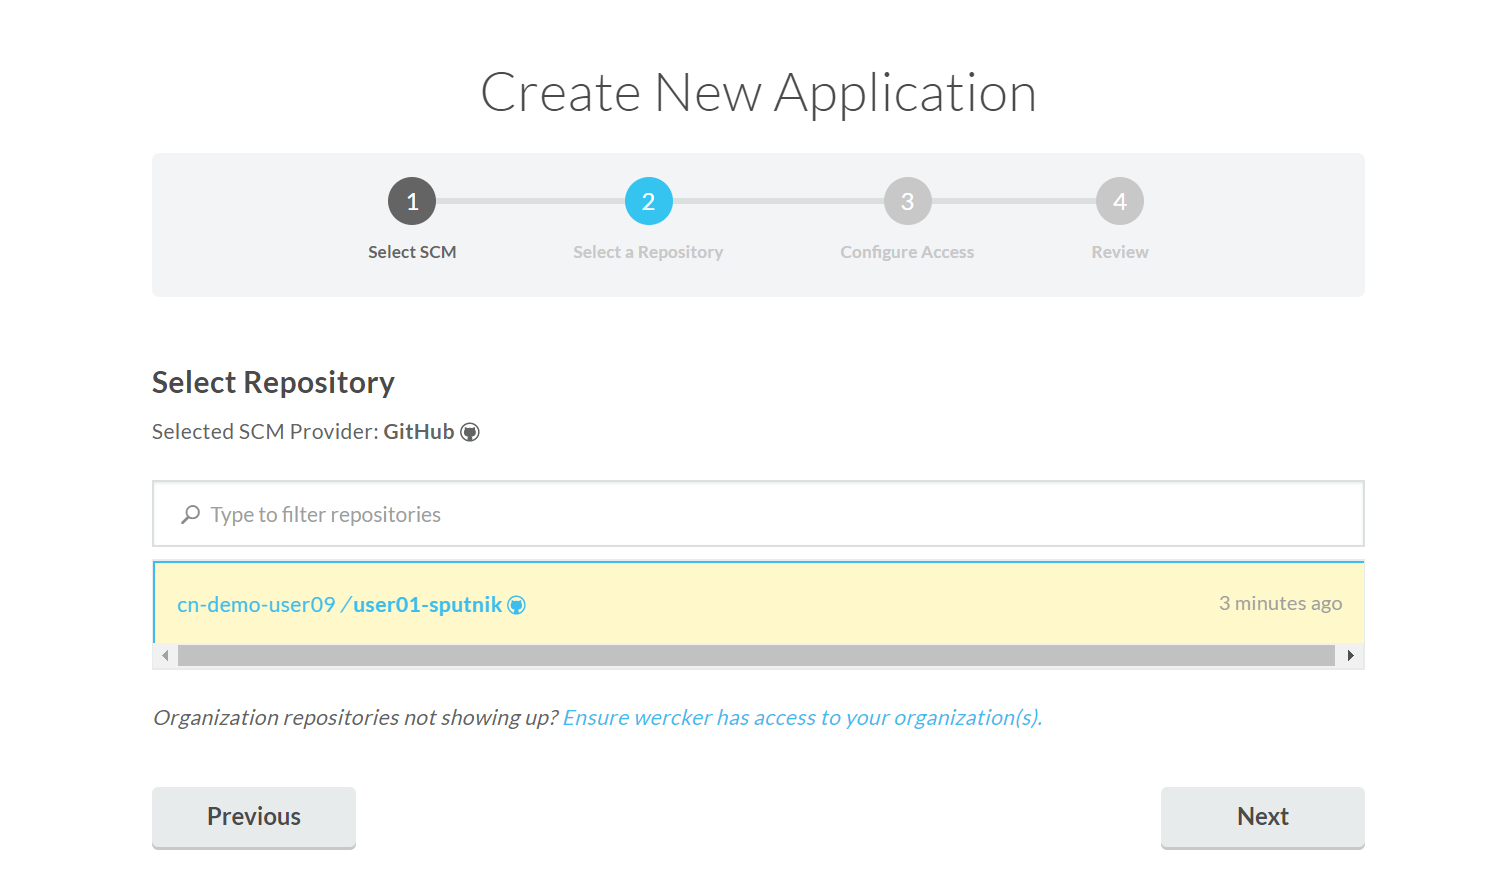 Create New Application
1 2 3 4
Select SCM Select a Repository Configure Access Review
Select Repository
Selected SCM Provider: GitHub
Type to filter repositories
cn-demo-user09 /user01-sputnik 3 minutes ago
Organization repositories not showing up? Ensure wercker has access to your organization(s).
Previous Next